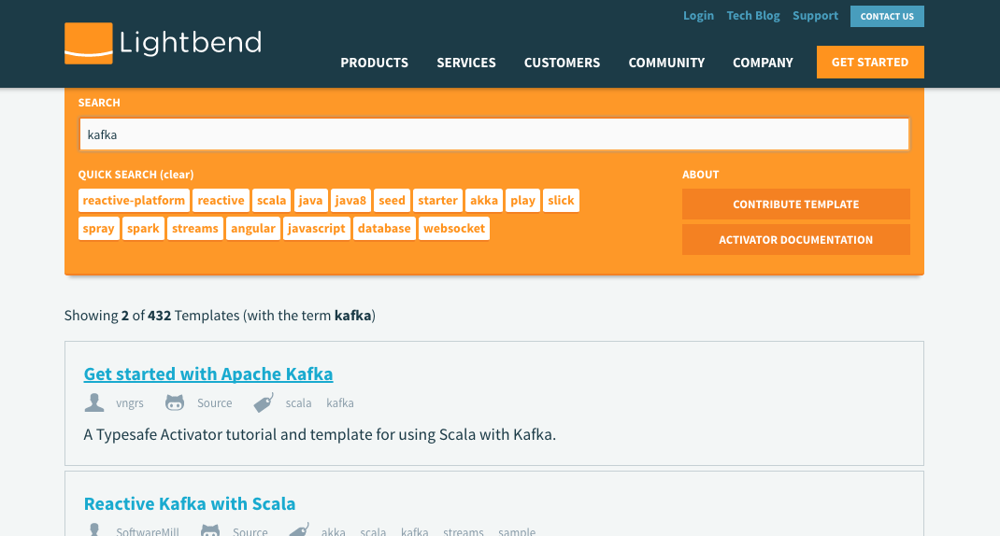 Login Tech Blog Support CONTACT US
Lightbend
PRODUCTS SERVICES CUSTOMERS COMMUNITY COMPANY GET STARTED
SEARCH
kafka
QUICK SEARCH (clear)
reactive-platform reactive scala java java8 seed starter akka play slick
spray spark streams angular javascript database websocket
ABOUT
CONTRIBUTE TEMPLATE
ACTIVATOR DOCUMENTATION
Showing 2 of 432 Templates (with the term kafka)
Get started with Apache Kafka
vngrs Source scala kafka
A Typesafe Activator tutorial and template for using Scala with Kafka.
Reactive Kafka with Scala
SoftwareMill Source akka scala kafka streams sample